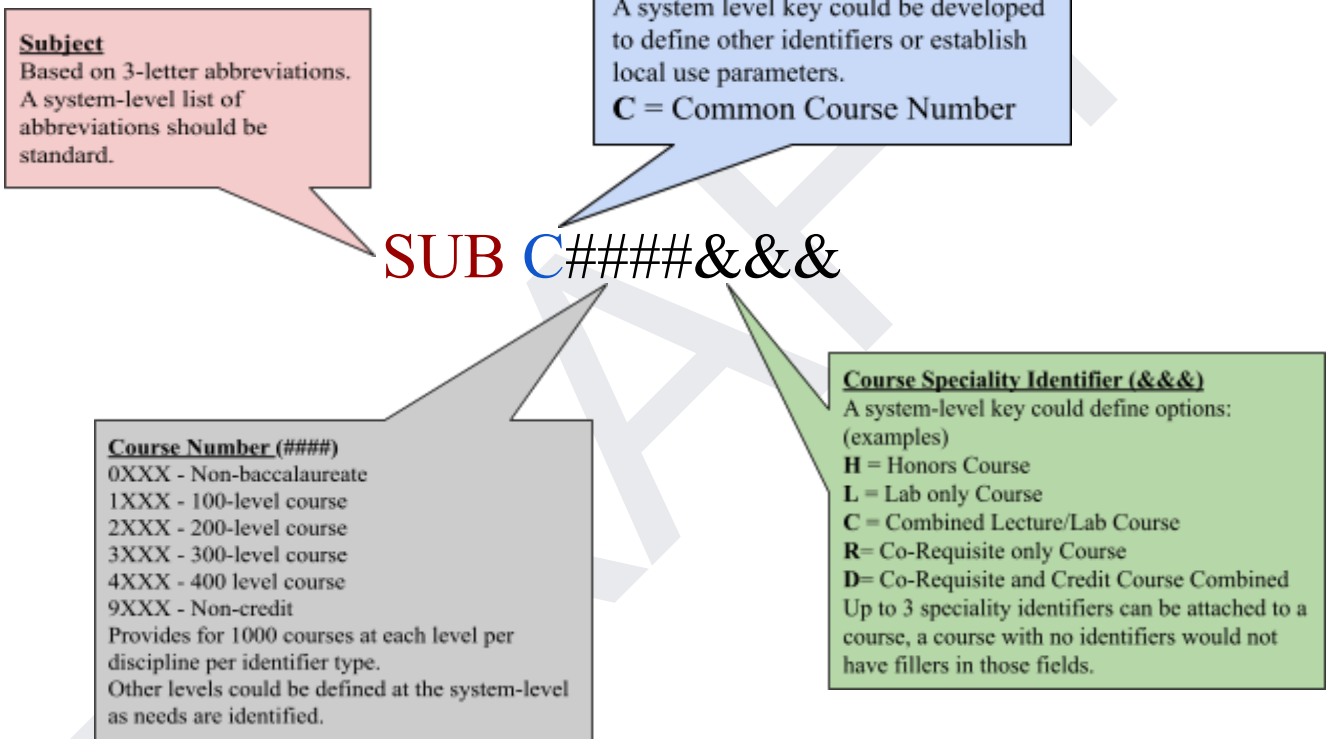 Subject
Based on 3-letter abbreviations.
A system-level list of
abbreviations should be
standard.
A system level key could be developed
to define other identifiers or establish
local use parameters.
C = Common Course Number
SUB C####&&&
Course Number (####)
0XXX - Non-baccalaureate
1XXX - 100-level course
2XXX - 200-level course
3XXX - 300-level course
4XXX - 400 level course
9XXX - Non-credit
Provides for 1000 courses at each level per
discipline per identifier type.
Other levels could be defined at the system-level
as needs are identified.
Course Speciality Identifier (&&&)
A system-level key could define options:
(examples)
H = Honors Course
L = Lab only Course
C = Combined Lecture/Lab Course
R= Co-Requisite only Course
D= Co-Requisite and Credit Course Combined
Up to 3 speciality identifiers can be attached to a
course, a course with no identifiers would not
have fillers in those fields.